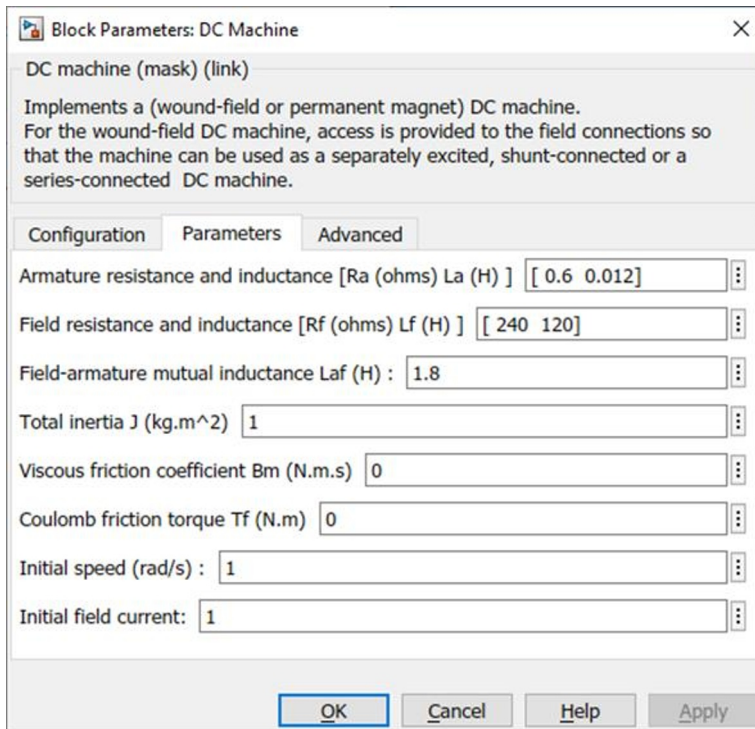 Block Parameters: DC Machine
DC machine (mask) (link)
Implements a (wound-field or permanent magnet) DC machine.
For the wound-field DC machine, access is provided to the field connections so
that the machine can be used as a separately excited, shunt-connected or a
series-connected  DC machine.
Configuration Parameters Advanced
Armature resistance and inductance [Ra (ohms) La (H) ] [ 0.6  0.012]
Field resistance and inductance [Rf (ohms) Lf (H) ] [ 240  120]
Field-armature mutual inductance Laf (H) : 1.8
Total inertia J (kg.m^2) 1
Viscous friction coefficient Bm (N.m.s) 0
Coulomb friction torque Tf (N.m) 0
Initial speed (rad/s) : 1
Initial field current: 1
OK Cancel Help Apply